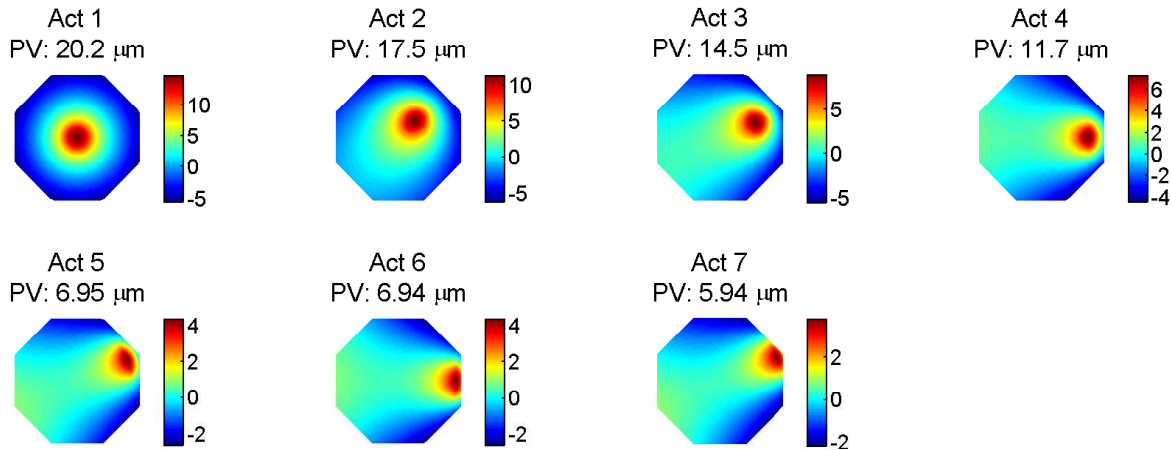 Act 1
PV: 20.2 μm
10
5
0
-5
Act 2
PV: 17.5 μm
10
5
0
-5
Act 3
PV: 14.5 μm
5
0
-5
Act 4
PV: 11.7 μm
6
4
2
0
-2
-4
Act 5
PV: 6.95 μm
4
2
0
-2
Act 6
PV: 6.94 μm
4
2
0
-2
Act 7
PV: 5.94 μm
2
0
-2